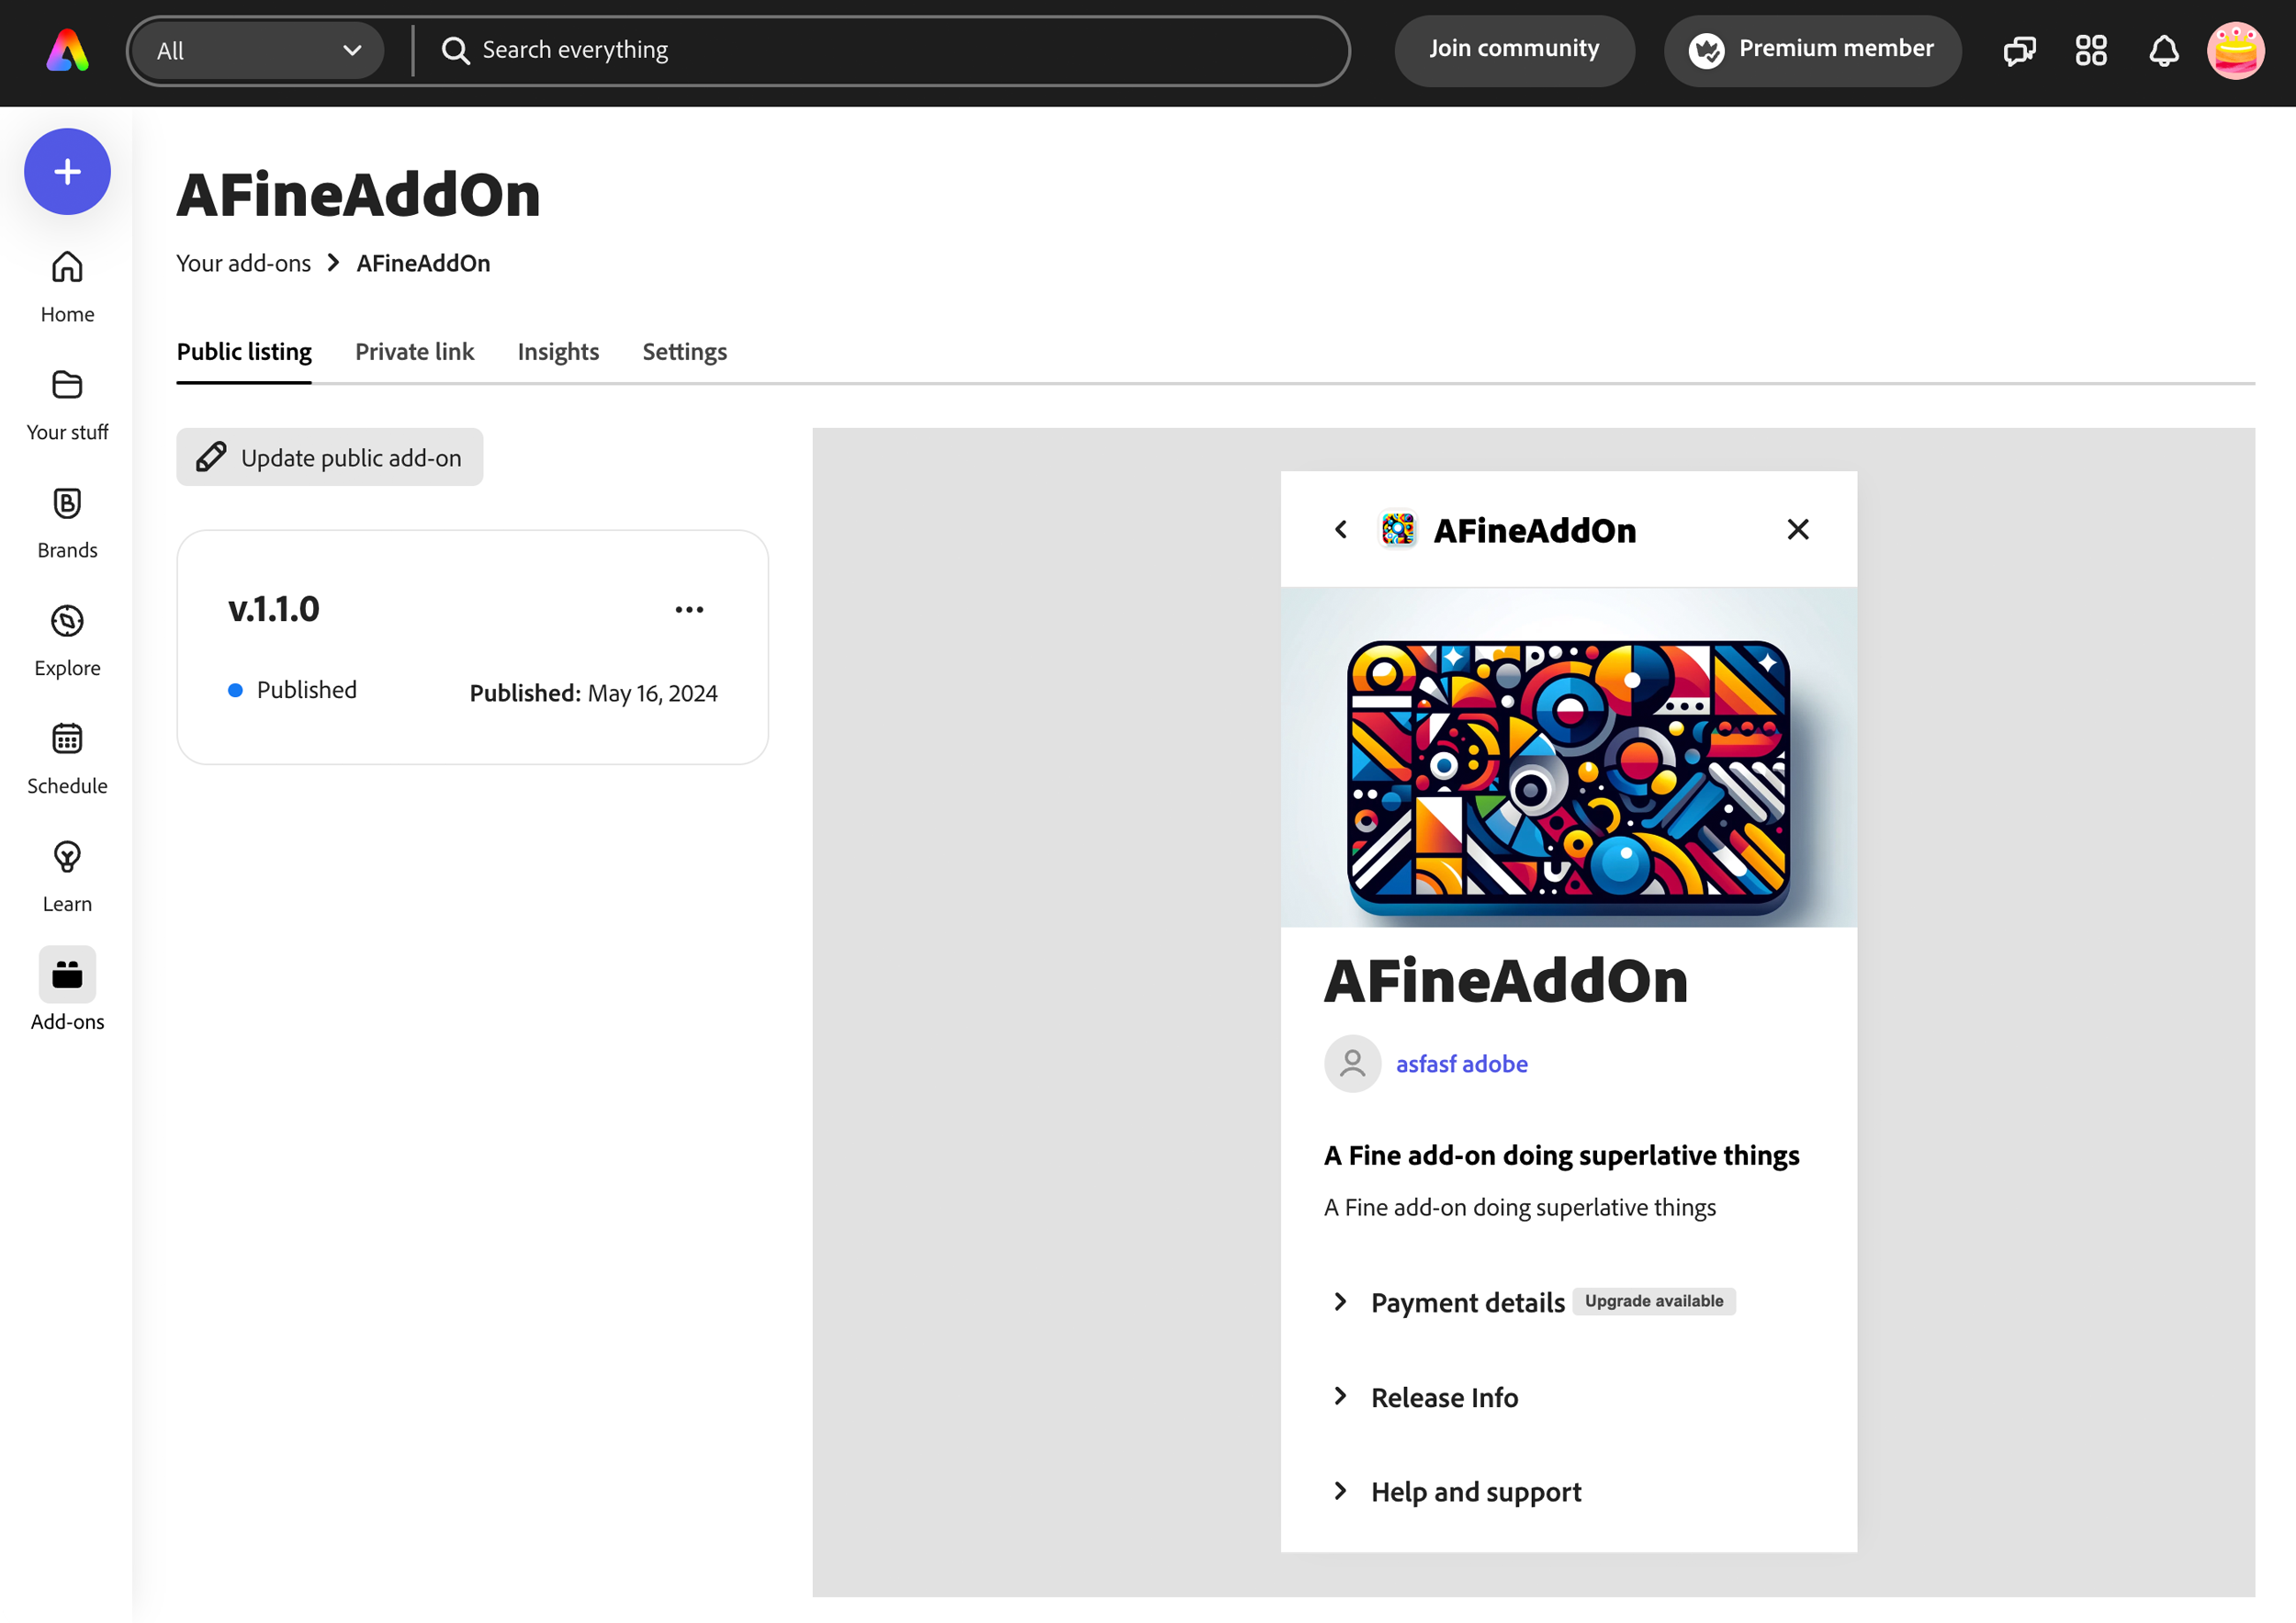 All
Search everything
Join community
Premium member
Home
Your stuff
Brands
Explore
Schedule
Learn
Add-ons
AFineAddOn
Your add-ons > AFineAddOn
Public listing
Private link
Insights
Settings
Update public add-on
v.1.1.0
Published
Published: May 16, 2024
AFineAddOn
AFineAddOn
asfasf adobe
A Fine add-on doing superlative things
A Fine add-on doing superlative things
Payment details Upgrade available
Release Info
Help and support